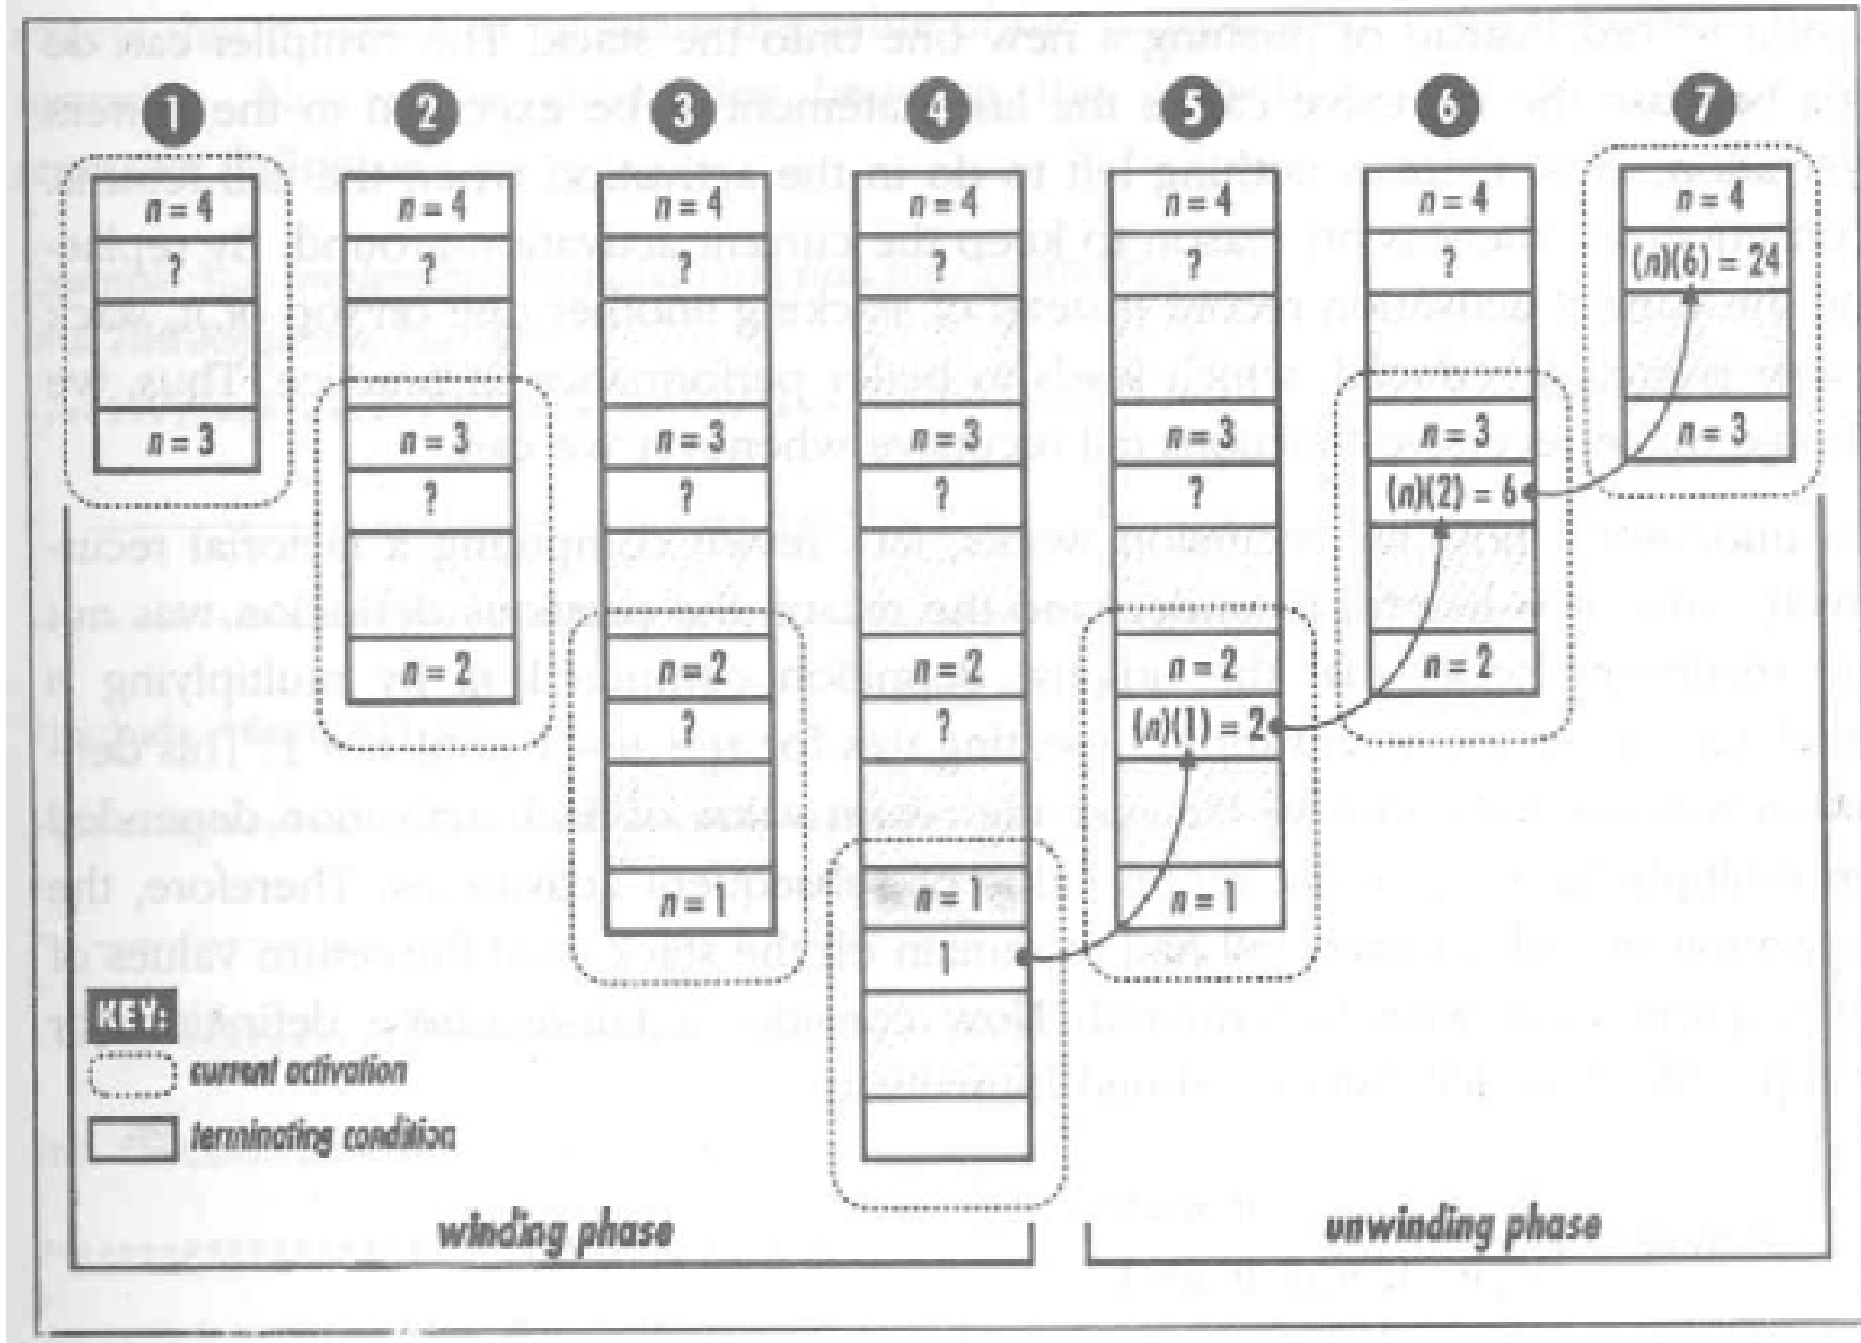 1 2 3 4 5 6 7
n = 4
?
n = 3
n = 4
?
n = 3
?
n = 2
n = 4
?
n = 3
?
n = 2
?
n = 1
n = 4
?
n = 3
?
n = 2
?
n = 1
1
n = 4
?
n = 3
?
n = 2
(n)(1) = 2
n = 1
n = 4
?
n = 3
(n)(2) = 6
n = 2
n = 4
(n)(6) = 24
n = 3
KEY:
current activation
terminating condition
winding phase
unwinding phase